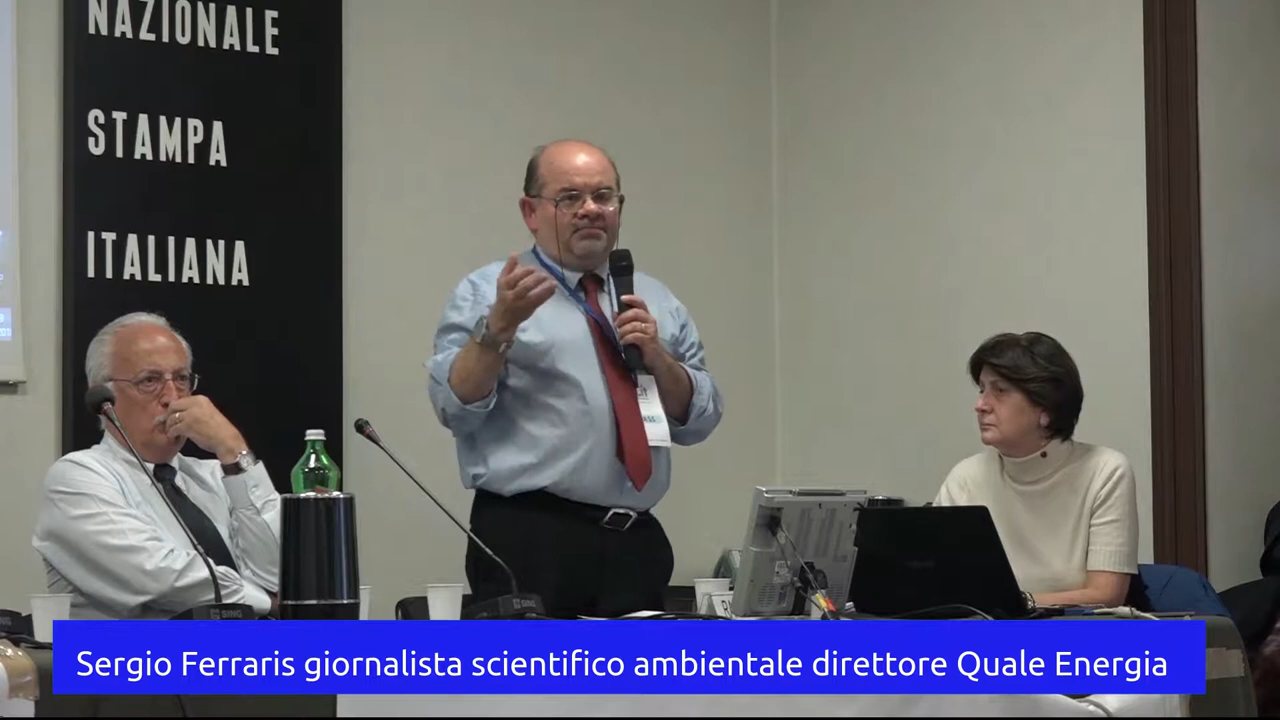 NAZIONALE
STAMPA
ITALIANA
Sergio Ferraris giornalista scientifico ambientale direttore Quale Energia